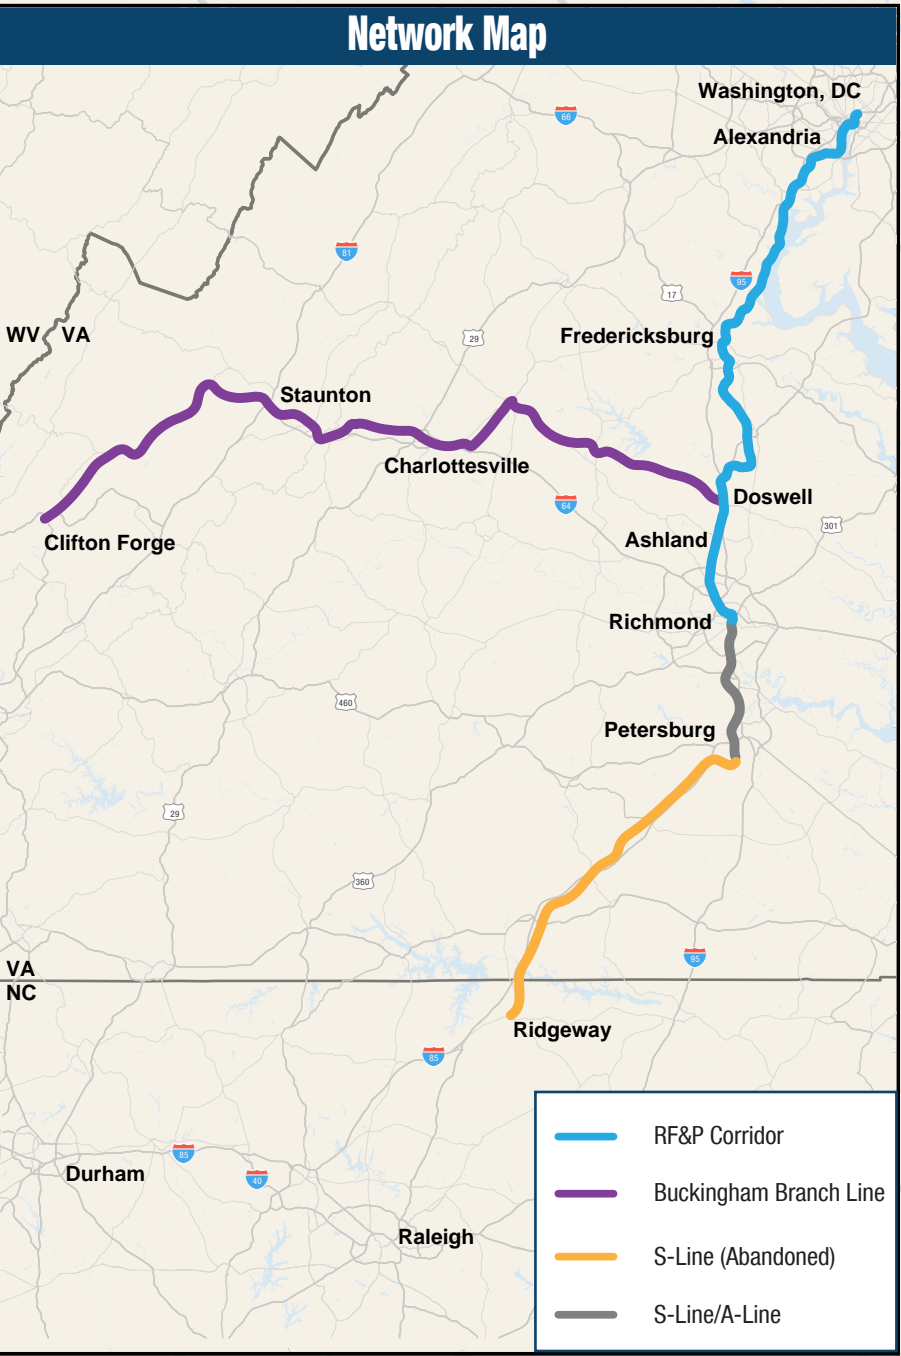 Network Map
Washington, DC
66
Alexandria
81
95
17
WV VA
Fredericksburg
29
Staunton
Charlottesville
Doswell
64
301
Ashland
Clifton Forge
Richmond
460
Petersburg
29
360
95
VA
NC
Ridgeway
85
RF&P Corridor
85
Durham
40
Buckingham Branch Line
Raleigh
S-Line (Abandoned)
S-Line/A-Line